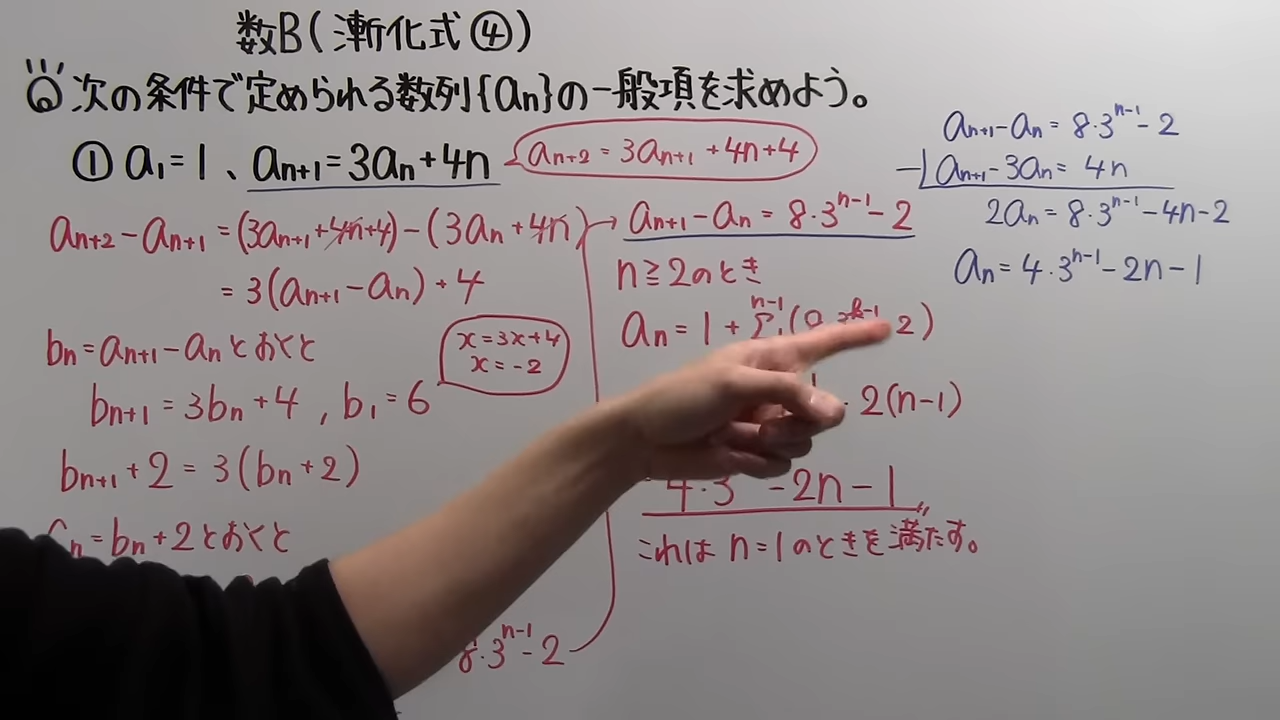 数B(漸化式④)
次の条件で定められる数列{an}の一般項を求めよう。
① a₁=1、an+1=3an+4n
an+2=3an+1+4n+4
an+2-an+1=(3an+1+4n+4)-(3an+4n)
=3(an+1-an)+4
bn=an+1-anとおくと
x=3x+4
x=-2
bn+1=3bn+4, b₁=6
bn+1+2=3(bn+2)
n=bn+2とおくと
8·3ⁿ⁻¹-2
an+1-an=8·3ⁿ⁻¹-2
n≧2のとき
an=1+
n-1
2)
2(n-1)
4·3 -2n-1
これはn=1のときを満たす。
an+1-an=8·3ⁿ⁻¹-2
-) an+1-3an=4n
2an=8·3ⁿ⁻¹-4n-2
an=4·3ⁿ⁻¹-2n-1